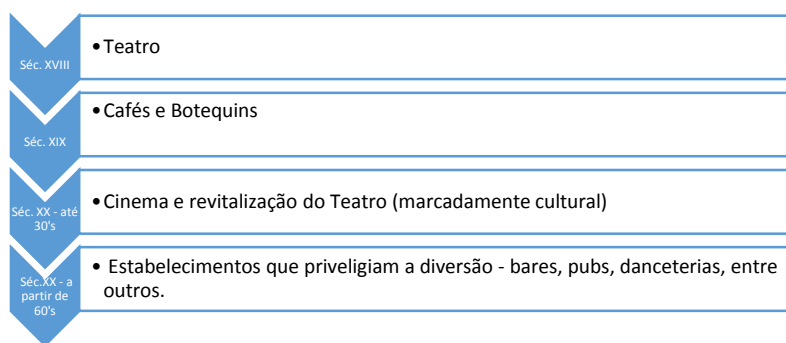 Séc. XVIII
•Teatro
Séc. XIX
•Cafés e Botequins
Séc. XX - até
30's
•Cinema e revitalização do Teatro (marcadamente cultural)
Séc.XX - a
partir de
60's
• Estabelecimentos que priveligiam a diversão - bares, pubs, danceterias, entre
outros.